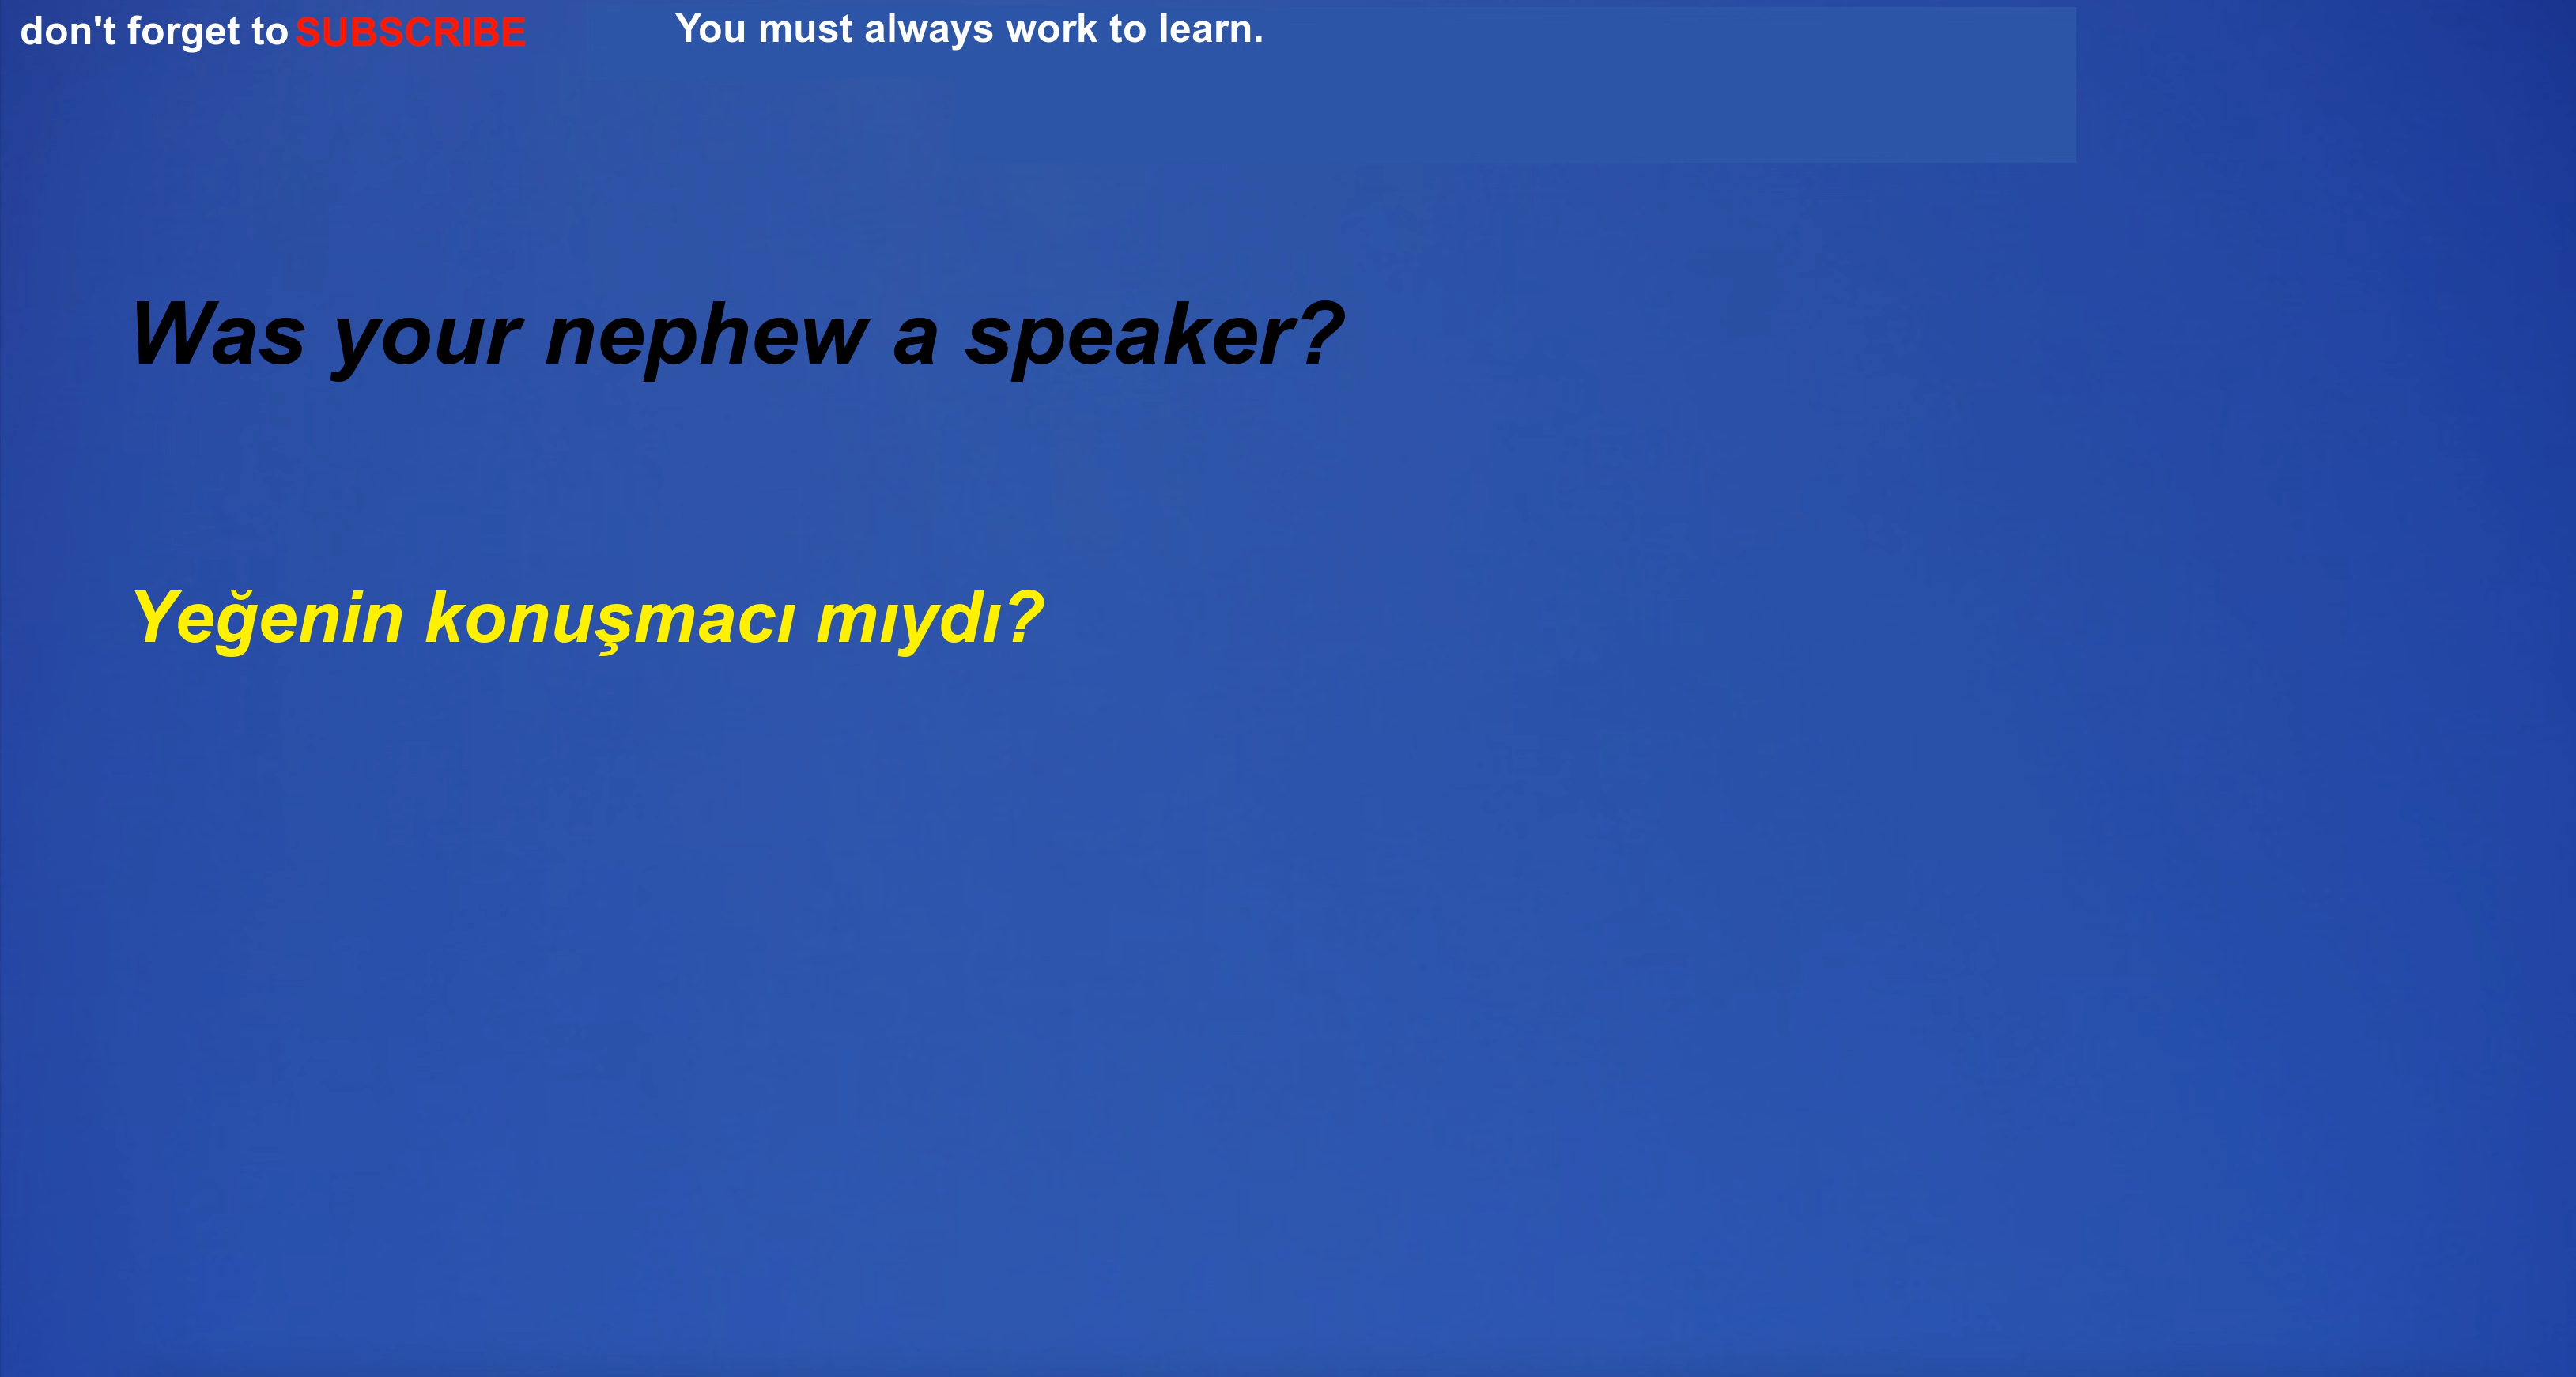 don't forget to SUBSCRIBE
You must always work to learn.
Was your nephew a speaker?
Yeğenin konuşmacı mıydı?